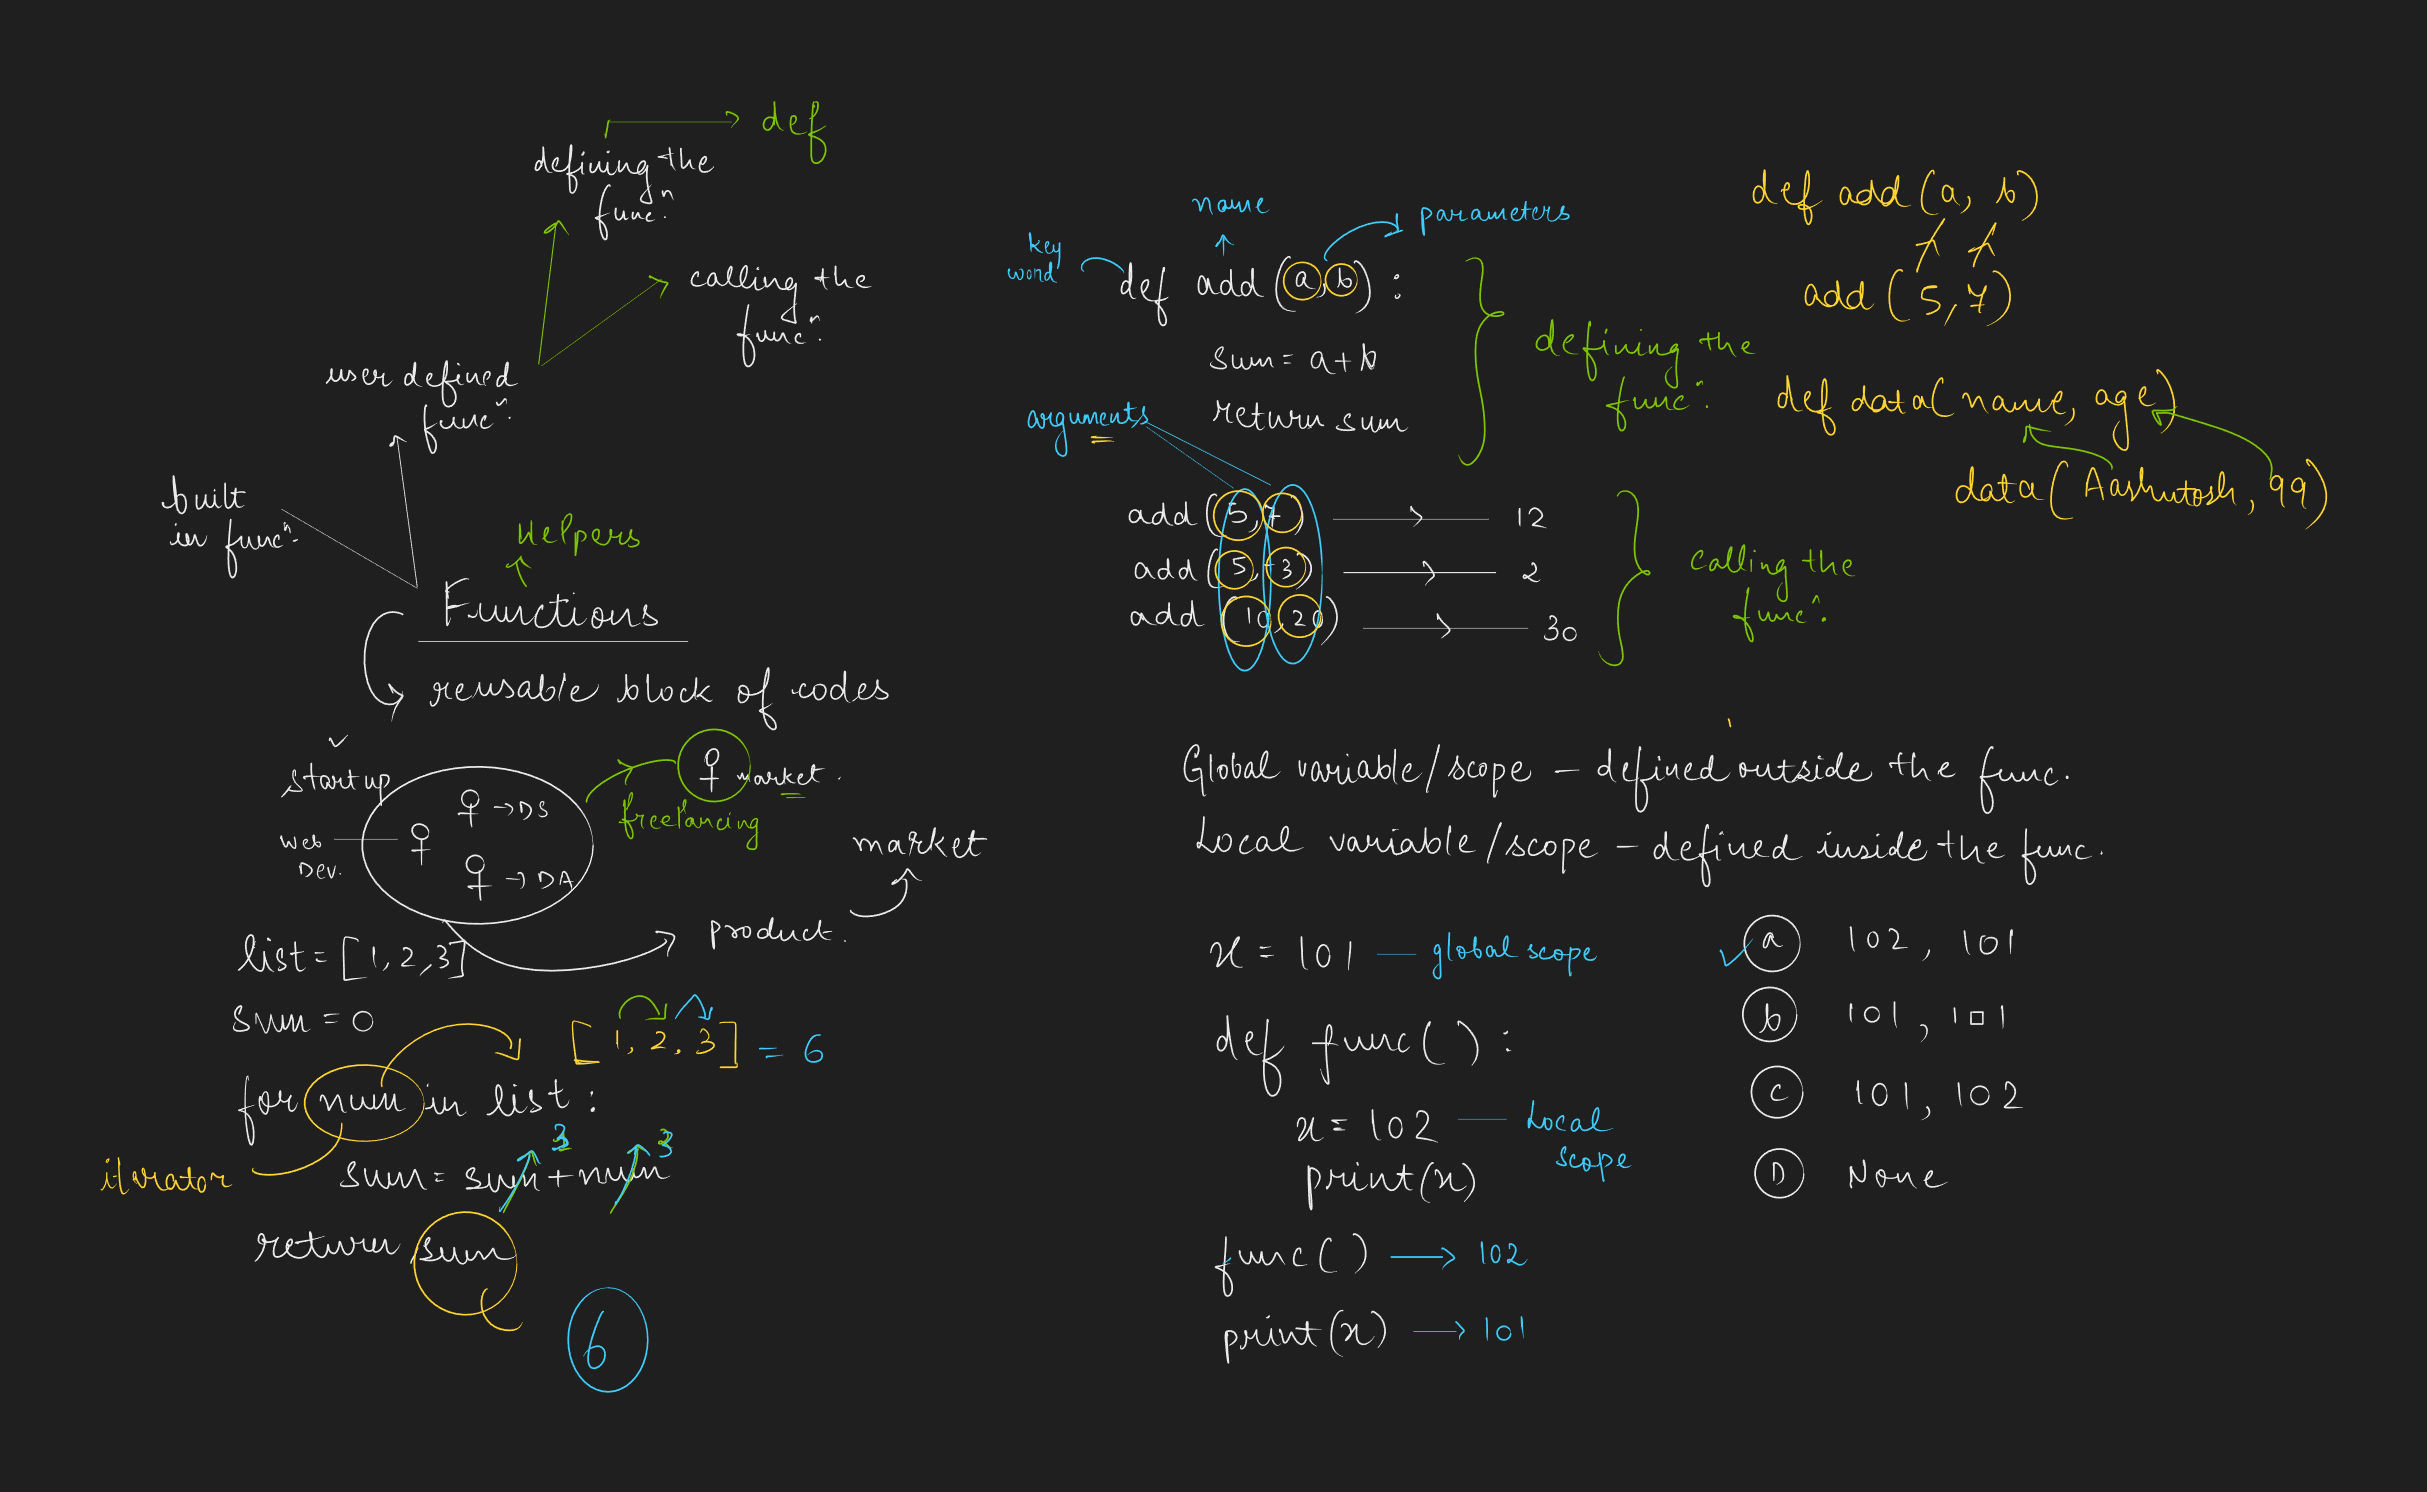 def
defining the
funcⁿ.
calling the
funcⁿ.
user defined
funcⁿ.
built
in funcⁿ.
Helpers
Functions
reusable block of codes
startup
market.
freelancing
→DS
web
Dev.
→DA
market
product.
list = [1, 2, 3]
sum = 0
[1, 2, 3] = 6
for num in list :
3
3
iterator
sum = sum + num
return sum
6
name
parameters
key
word
def add (a, b) :
sum = a + b
return sum
defining the
funcⁿ.
arguments
add (5, 7) → 12
add (5, -3) → 2
add (10, 20) → 30
calling the
funcⁿ.
def add (a, b)
add (5, 7)
def data (name, age)
data (Aashutosh, 99)
Global variable/scope – defined outside the func.
Local variable/scope – defined inside the func.
x = 101 — global scope
def func( ) :
x = 102 — Local
scope
print(x)
func( ) → 102
print(x) → 101
a 102, 101
b 101, 101
c 101, 102
D None